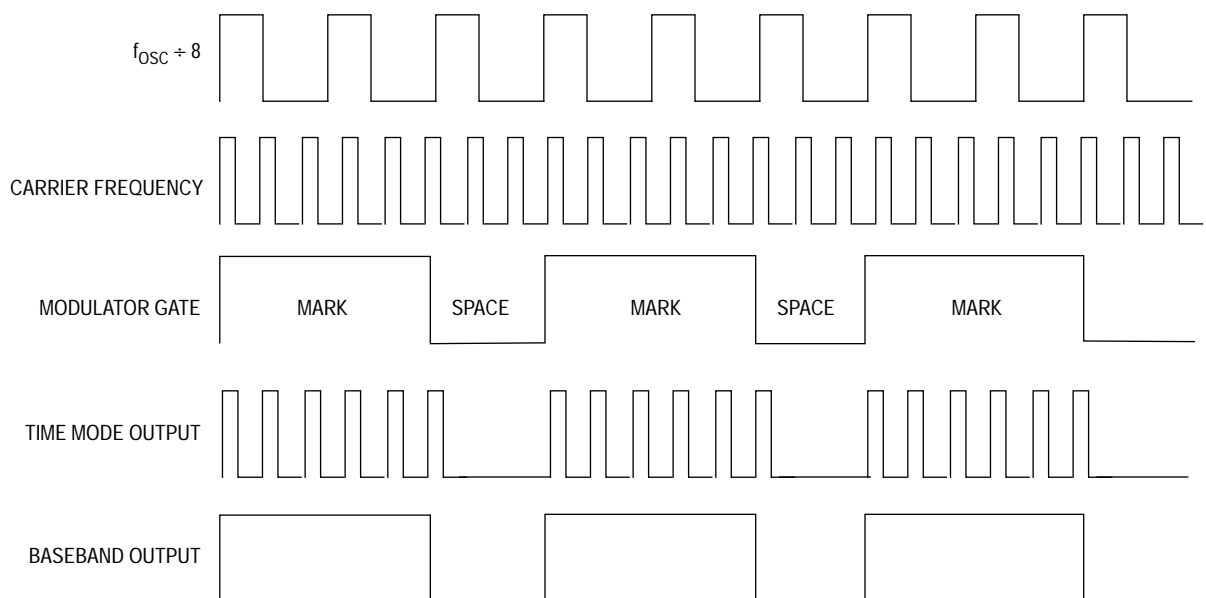 fOSC ÷ 8
CARRIER FREQUENCY
MODULATOR GATE
MARK SPACE MARK SPACE MARK
TIME MODE OUTPUT
BASEBAND OUTPUT